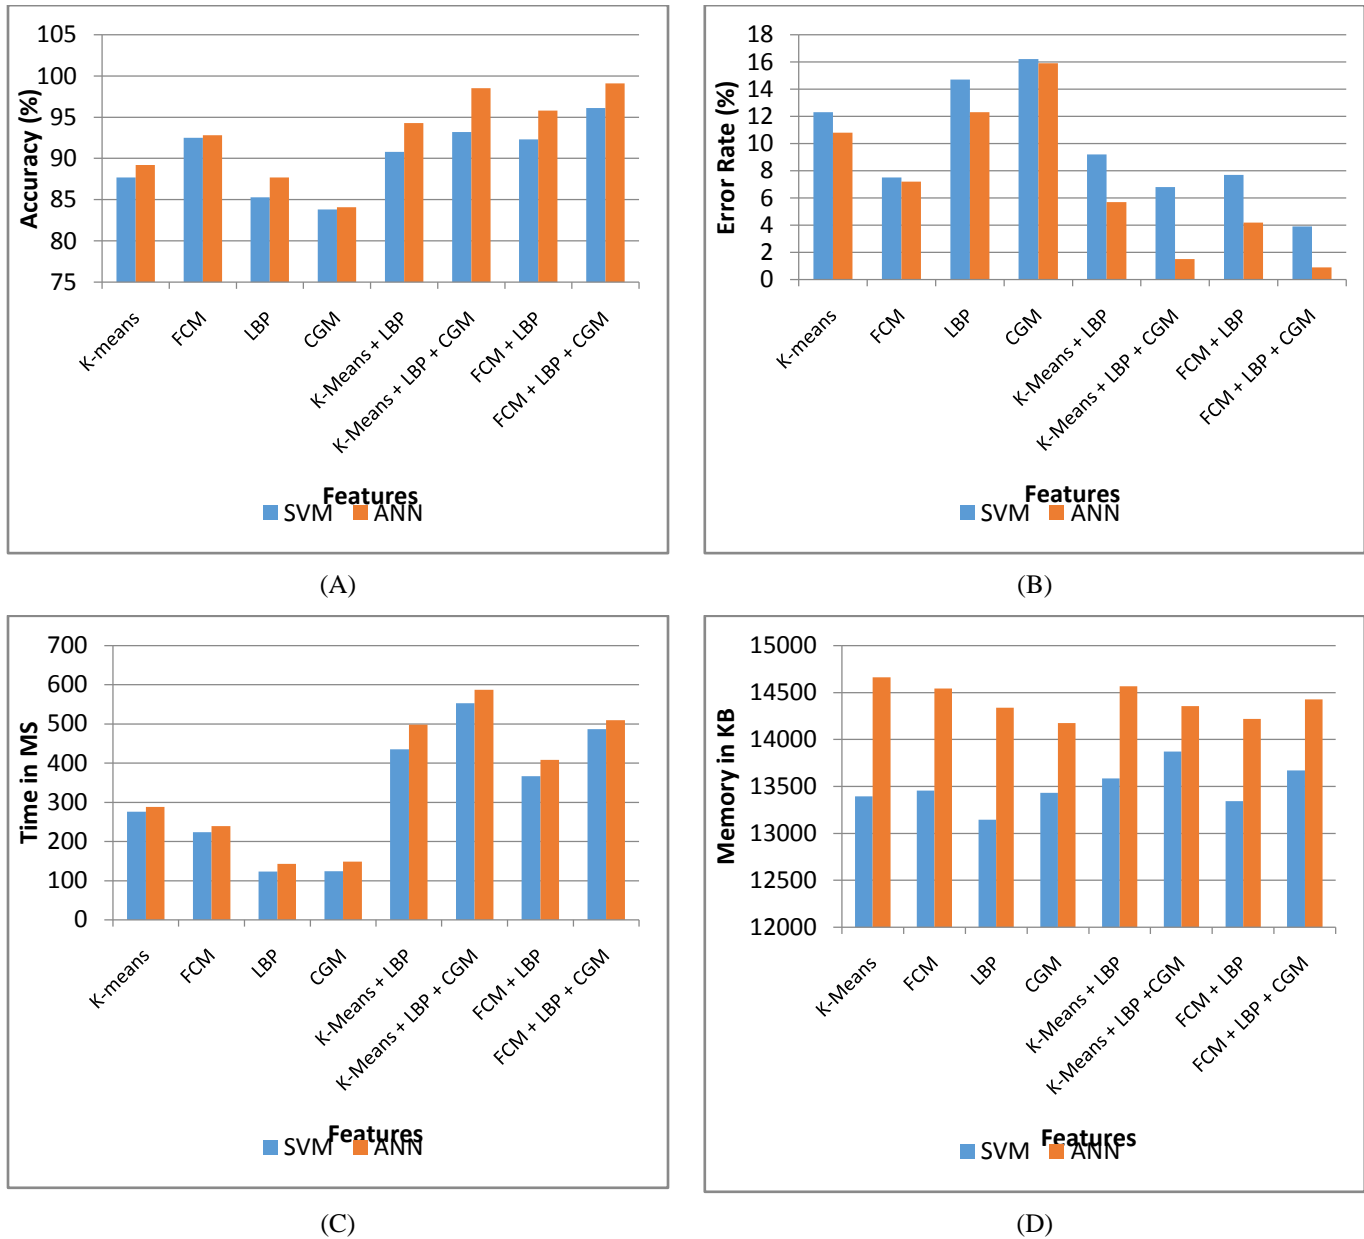 Accuracy (%)
105
100
95
90
85
80
75
K-means
FCM
LBP
CGM
K-Means + LBP
K-Means + LBP + CGM
FCM + LBP
FCM + LBP + CGM
Features
SVM ANN
(A)
Error Rate (%)
18
16
14
12
10
8
6
4
2
0
K-means
FCM
LBP
CGM
K-Means + LBP
K-Means + LBP + CGM
FCM + LBP
FCM + LBP + CGM
Features
SVM ANN
(B)
Time in MS
700
600
500
400
300
200
100
0
K-means
FCM
LBP
CGM
K-Means + LBP
K-Means + LBP + CGM
FCM + LBP
FCM + LBP + CGM
Features
SVM ANN
(C)
Memory in KB
15000
14500
14000
13500
13000
12500
12000
K-Means
FCM
LBP
CGM
K-Means + LBP
K-Means + LBP +CGM
FCM + LBP
FCM + LBP + CGM
Features
SVM ANN
(D)